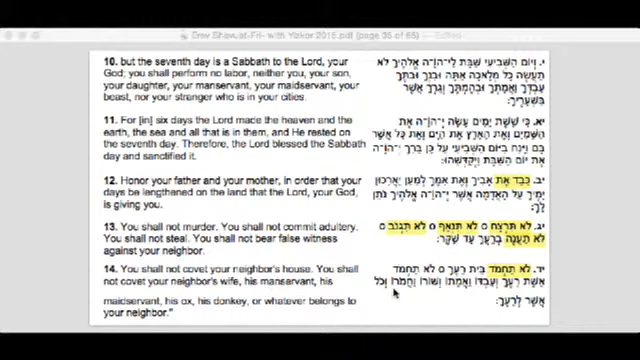 Erev Shavuot-Fri- with Yizkor 2015.pdf (page 38 of 65)
10. but the seventh day is a Sabbath to the Lord, your
God; you shall perform no labor, neither you, your son,
your daughter, your manservant, your maidservant, your
beast, nor your stranger who is in your cities.
י. וְיוֹם הַשְּׁבִיעִי שַׁבָּת לַי־הֹוָ־ה אֱלֹהֶיךָ לֹא
תַעֲשֶׂה כָל מְלָאכָה אַתָּה וּבִנְךָ וּבִתֶּךָ
עַבְדְּךָ וַאֲמָתְךָ וּבְהֶמְתֶּךָ וְגֵרְךָ אֲשֶׁר
בִּשְׁעָרֶיךָ:
11. For [in] six days the Lord made the heaven and the
earth, the sea and all that is in them, and He rested on
the seventh day. Therefore, the Lord blessed the Sabbath
day and sanctified it.
יא. כִּי שֵׁשֶׁת יָמִים עָשָׂה יְ־הֹוָ־ה אֶת
הַשָּׁמַיִם וְאֶת הָאָרֶץ אֶת הַיָּם וְאֶת כָּל אֲשֶׁר
בָּם וַיָּנַח בַּיּוֹם הַשְּׁבִיעִי עַל כֵּן בֵּרַךְ יְ־הֹוָ־ה
אֶת יוֹם הַשַּׁבָּת וַיְקַדְּשֵׁהוּ:
12. Honor your father and your mother, in order that your
days be lengthened on the land that the Lord, your God,
is giving you.
יב. כַּבֵּד אֶת אָבִיךָ וְאֶת אִמֶּךָ לְמַעַן יַאֲרִכוּן
יָמֶיךָ עַל הָאֲדָמָה אֲשֶׁר יְ־הֹוָ־ה אֱלֹהֶיךָ נֹתֵן
לָךְ:
13. You shall not murder. You shall not commit adultery.
You shall not steal. You shall not bear false witness
against your neighbor.
יג. לֹא תִּרְצָח ס לֹא תִּנְאָף ס לֹא תִּגְנֹב ס
לֹא תַעֲנֶה בְרֵעֲךָ עֵד שָׁקֶר:
14. You shall not covet your neighbor's house. You shall
not covet your neighbor's wife, his manservant, his
maidservant, his ox, his donkey, or whatever belongs to
your neighbor."
יד. לֹא תַחְמֹד בֵּית רֵעֶךָ ס לֹא תַחְמֹד
אֵשֶׁת רֵעֶךָ וְעַבְדּוֹ וַאֲמָתוֹ וְשׁוֹרוֹ וַחֲמֹרוֹ וְכֹל
אֲשֶׁר לְרֵעֶךָ: